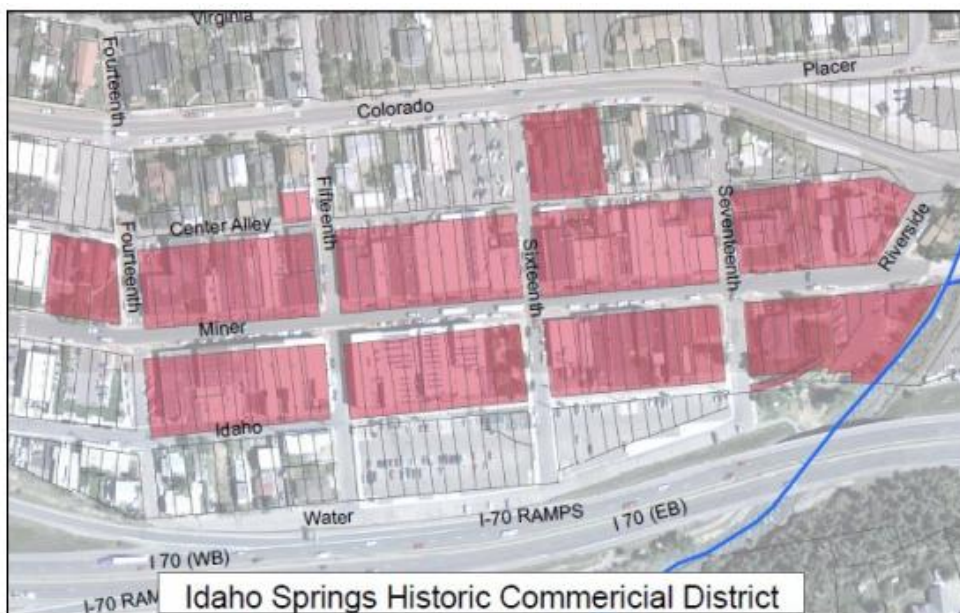 Virginia
Fourteenth
Placer
Colorado
Fifteenth
Center Alley
Fourteenth
Sixteenth
Seventeenth
Riverside
Miner
Idaho
Water
I-70 RAMPS
I 70 (EB)
I 70 (WB)
I-70 RAM
Idaho Springs Historic Commericial District